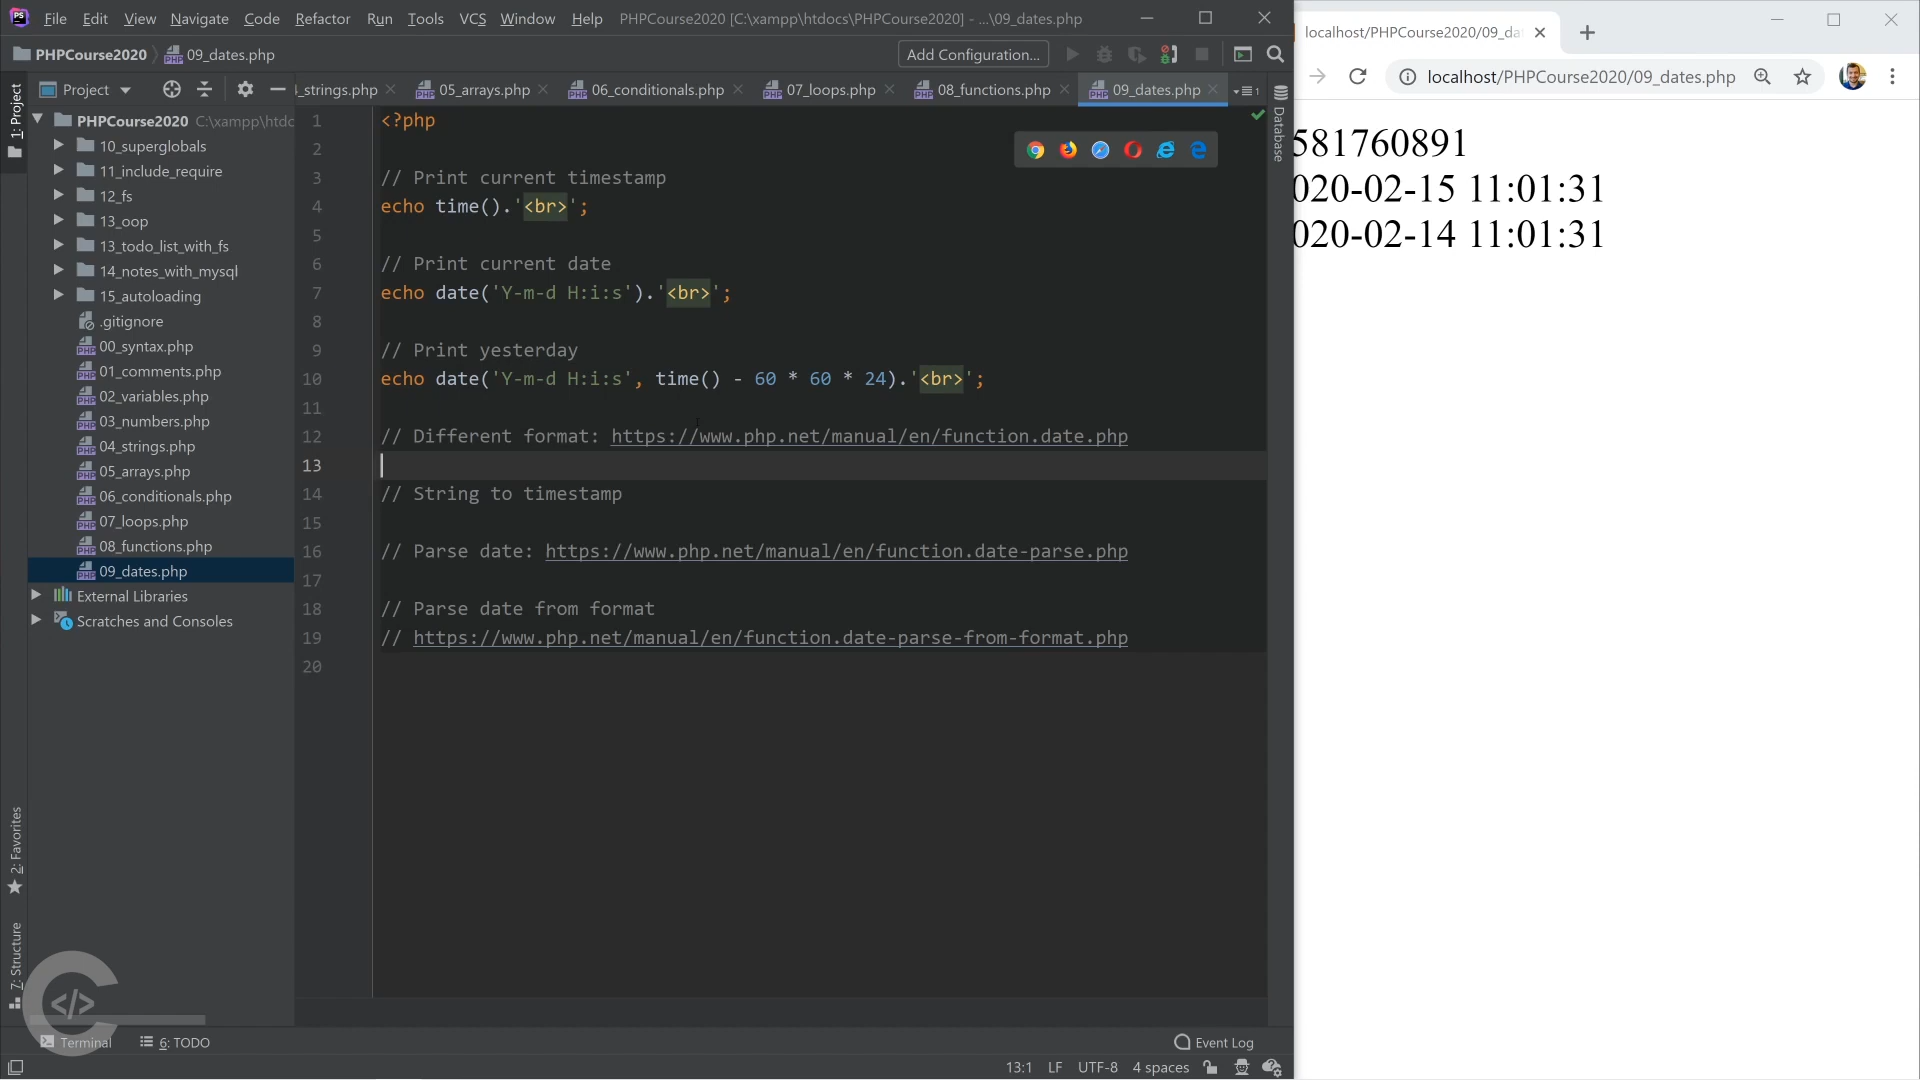 PS File Edit View Navigate Code Refactor Run Tools VCS Window Help PHPCourse2020 [C:\xampp\htdocs\PHPCourse2020] - ...\09_dates.php
PHPCourse2020 09_dates.php Add Configuration...
Project
_strings.php 05_arrays.php 06_conditionals.php 07_loops.php 08_functions.php 09_dates.php
1: Project
PHPCourse2020 C:\xampp\htdc
10_superglobals
11_include_require
12_fs
13_oop
13_todo_list_with_fs
14_notes_with_mysql
15_autoloading
.gitignore
00_syntax.php
01_comments.php
02_variables.php
03_numbers.php
04_strings.php
05_arrays.php
06_conditionals.php
07_loops.php
08_functions.php
09_dates.php
External Libraries
Scratches and Consoles
2: Favorites
7: Structure
1 <?php
2
3 // Print current timestamp
4 echo time().'<br>';
5
6 // Print current date
7 echo date('Y-m-d H:i:s').'<br>';
8
9 // Print yesterday
10 echo date('Y-m-d H:i:s', time() - 60 * 60 * 24).'<br>';
11
12 // Different format: https://www.php.net/manual/en/function.date.php
13
14 // String to timestamp
15
16 // Parse date: https://www.php.net/manual/en/function.date-parse.php
17
18 // Parse date from format
19 // https://www.php.net/manual/en/function.date-parse-from-format.php
20
Database
Terminal 6: TODO Event Log
13:1 LF UTF-8 4 spaces
localhost/PHPCourse2020/09_da
localhost/PHPCourse2020/09_dates.php
581760891
020-02-15 11:01:31
020-02-14 11:01:31